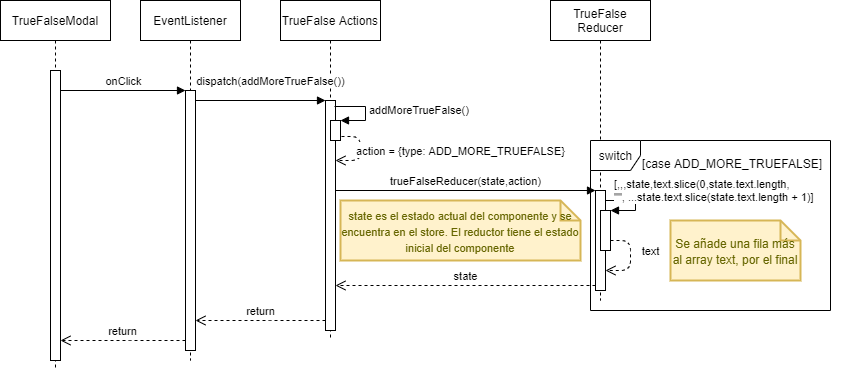 TrueFalseModal
EventListener
TrueFalse Actions
TrueFalse
Reducer
onClick
dispatch(addMoreTrueFalse())
addMoreTrueFalse()
action = {type: ADD_MORE_TRUEFALSE}
switch
[case ADD_MORE_TRUEFALSE]
trueFalseReducer(state,action)
[,,,state,text.slice(0,state.text.length,
"", ...state.text.slice(state.text.length + 1)]
state es el estado actual del componente y se
encuentra en el store. El reductor tiene el estado
inicial del componente
text
Se añade una fila más
al array text, por el final
state
return
return